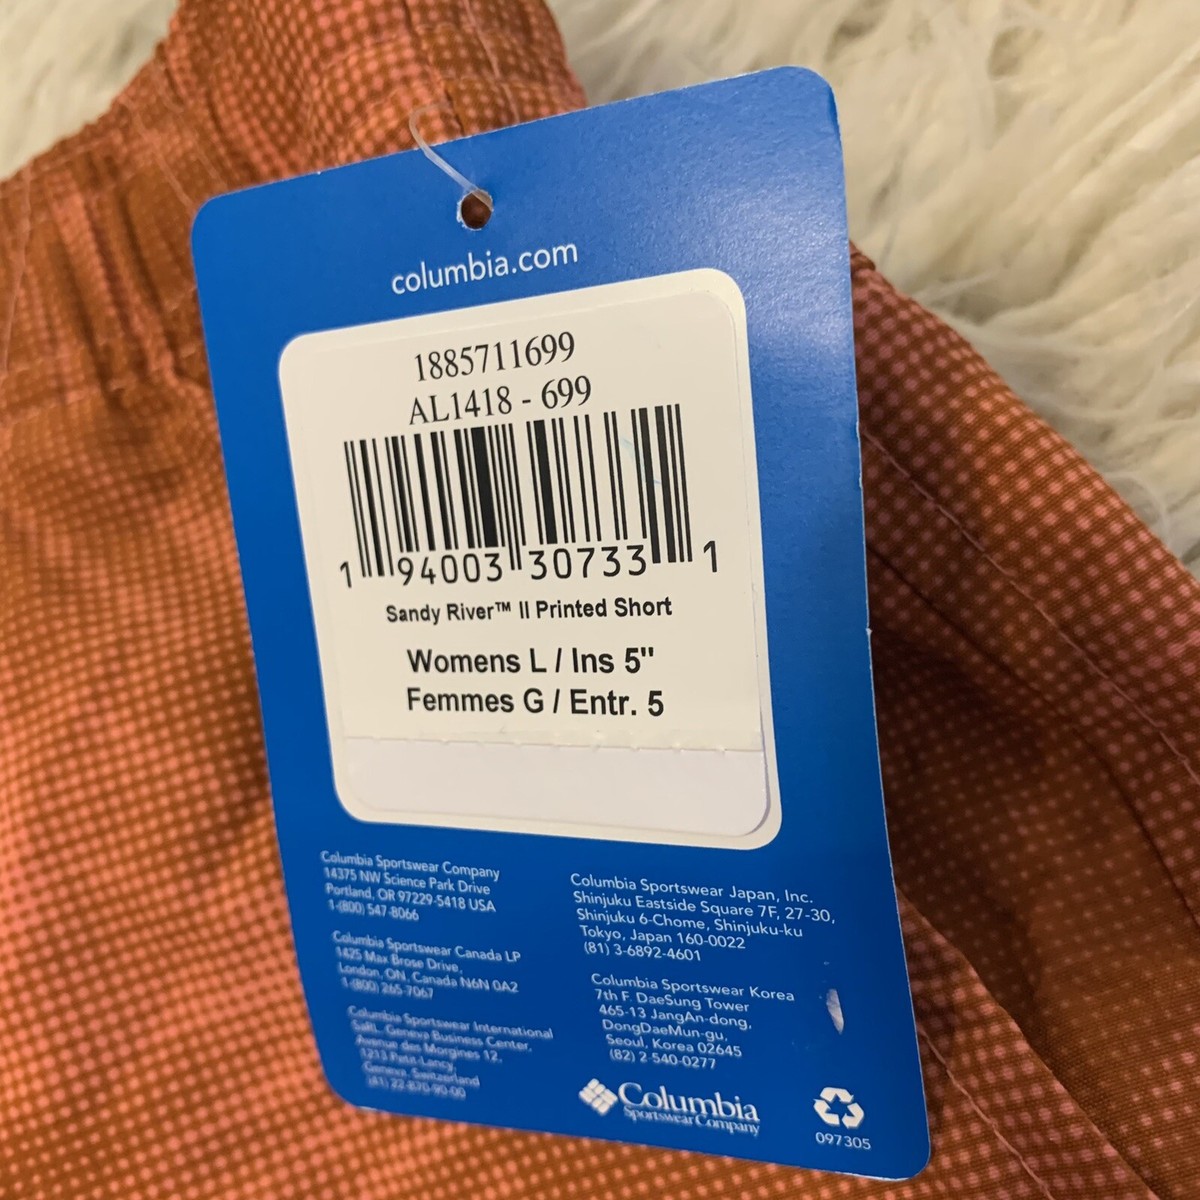 columbia.com
1885711699
AL1418 - 699
1 94003 30733 1
Sandy River™ II Printed Short
Womens L / Ins 5"
Femmes G / Entr. 5
Columbia Sportswear Company
14375 NW Science Park Drive
Portland, OR 97229-5418 USA
1-(800) 547-8066
Columbia Sportswear Canada LP
1425 Max Brose Drive,
London, ON, Canada N6N 0A2
1-(800) 265-7067
Columbia Sportswear International
SàRL. Geneva Business Center,
Avenue des Morgines 12,
1213 Petit-Lancy,
Geneva, Switzerland
(41) 22-870-90-00
Columbia Sportswear Japan, Inc.
Shinjuku Eastside Square 7F, 27-30,
Shinjuku 6-Chome, Shinjuku-ku
Tokyo, Japan 160-0022
(81) 3-6892-4601
Columbia Sportswear Korea
7th F. DaeSung Tower
465-13 JangAn-dong,
DongDaeMun-gu,
Seoul, Korea 02645
(82) 2-540-0277
Columbia
Sportswear Company
097305